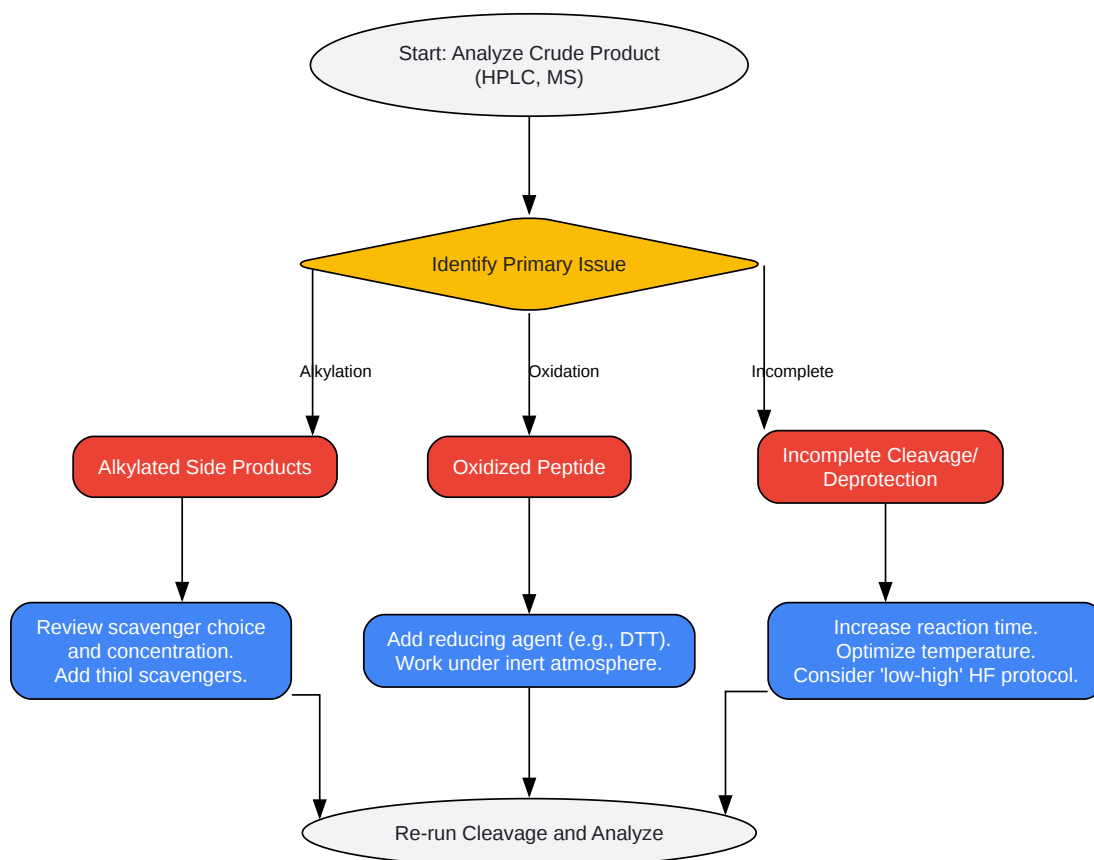 Start: Analyze Crude Product
(HPLC, MS)
Identify Primary Issue
Alkylation
Oxidation
Incomplete
Alkylated Side Products
Oxidized Peptide
Incomplete Cleavage/
Deprotection
Review scavenger choice
and concentration.
Add thiol scavengers.
Add reducing agent (e.g., DTT).
Work under inert atmosphere.
Increase reaction time.
Optimize temperature.
Consider 'low-high' HF protocol.
Re-run Cleavage and Analyze